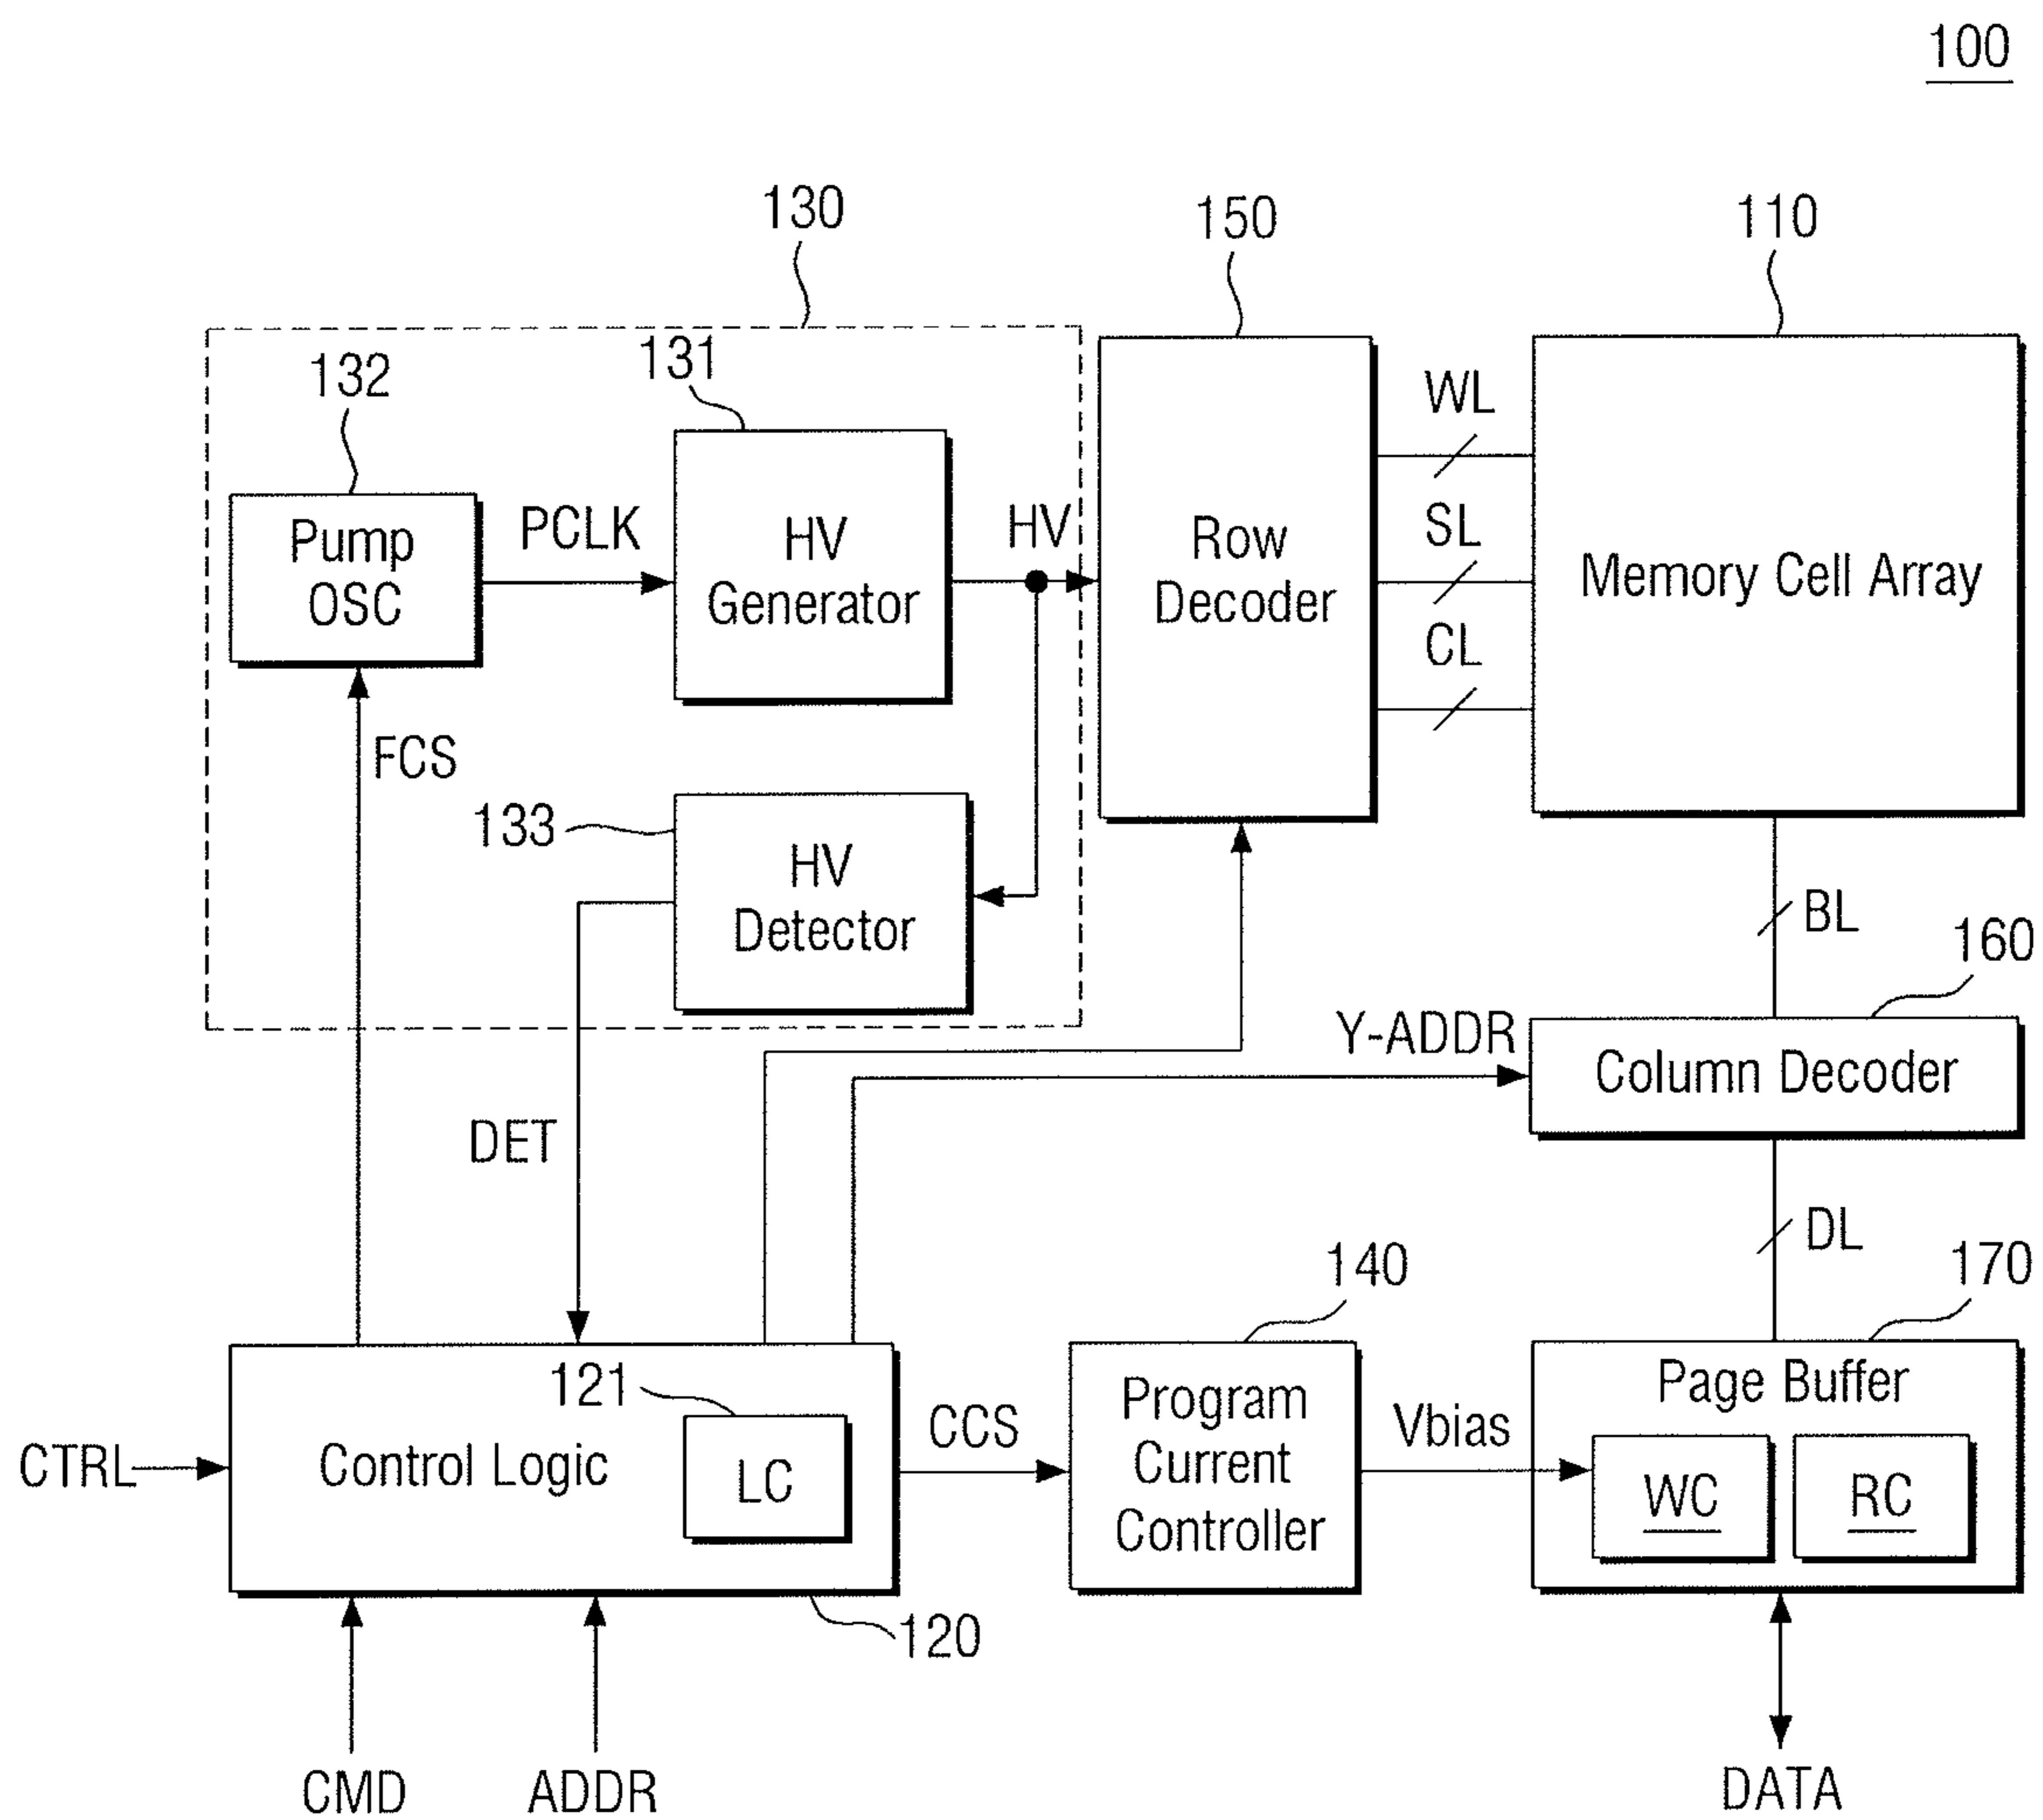 100
130
150
110
132
131
WL
Pump
OSC
PCLK
HV
Generator
HV
Row
Decoder
SL
Memory Cell Array
CL
FCS
133
HV
Detector
BL
160
Y-ADDR
Column Decoder
DET
DL
140
170
121
Control Logic
LC
CTRL
CCS
Program
Current
Controller
Vbias
Page Buffer
WC
RC
120
CMD
ADDR
DATA